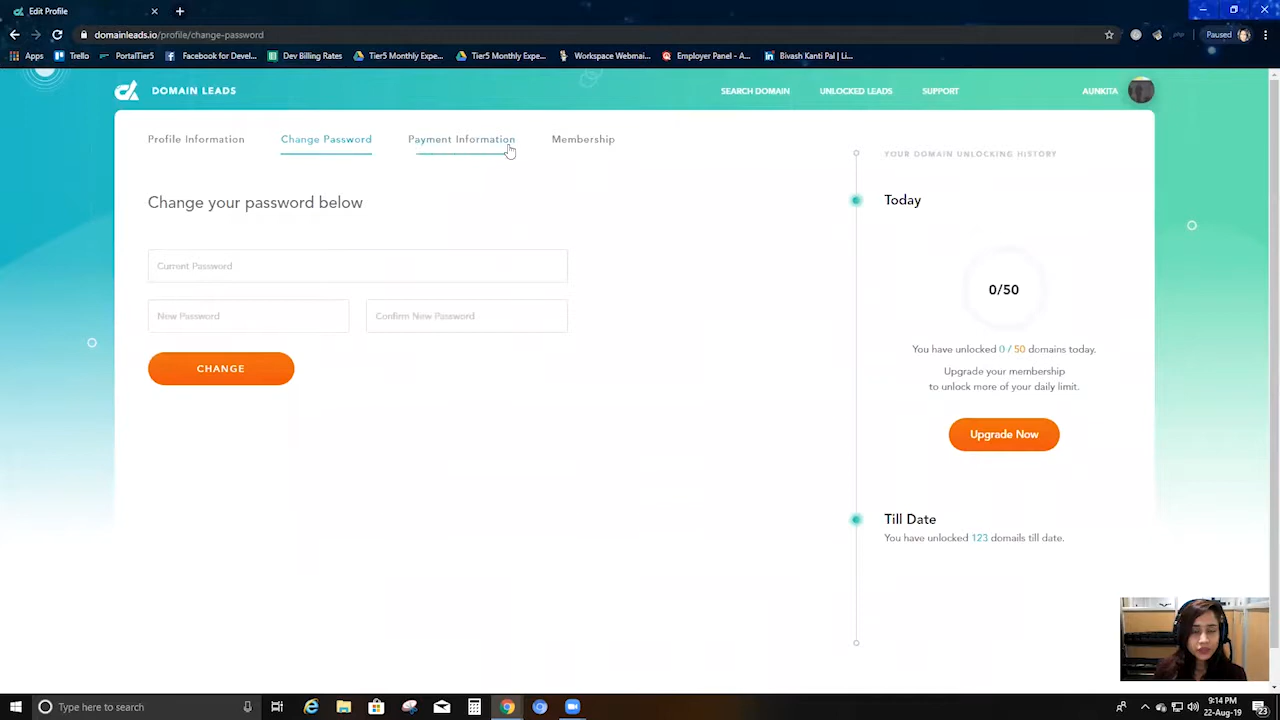 Edit Profile
domainleads.io/profile/change-password
Paused
Apps
Trello
PortalTier5
Facebook for Devel...
Dev Billing Rates
Tier5 Monthly Expe...
Tier5 Monthly Expe...
Workspace Webmai...
Employer Panel - A...
Bivash Kanti Pal | Li...
DOMAIN LEADS
SEARCH DOMAIN
UNLOCKED LEADS
SUPPORT
AUNKITA
Profile Information
Change Password
Payment Information
Membership
YOUR DOMAIN UNLOCKING HISTORY
Change your password below
Today
Current Password
0/50
New Password
Confirm New Password
You have unlocked 0 / 50 domains today.
CHANGE
Upgrade your membership
to unlock more of your daily limit.
Upgrade Now
Till Date
You have unlocked 123 domails till date.
Type here to search
9:14 PM
22-Aug-19